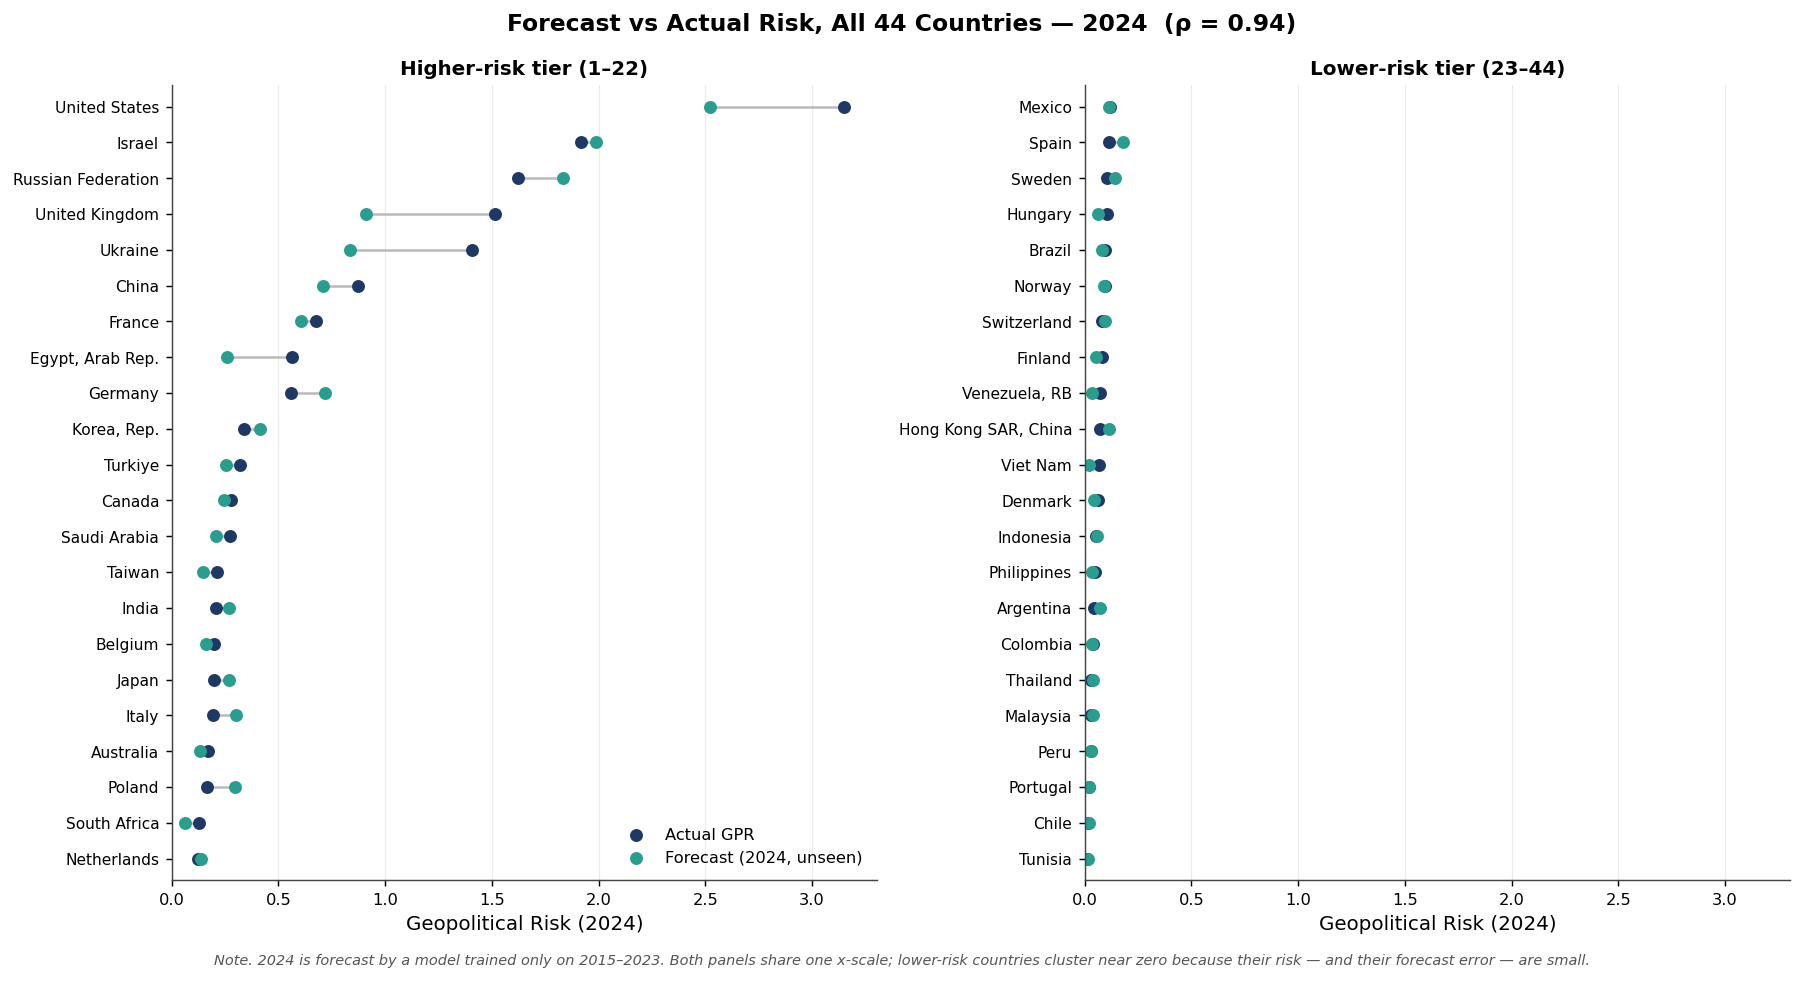 Forecast vs Actual Risk, All 44 Countries — 2024 (ρ = 0.94)
Higher-risk tier (1–22)
United States
Israel
Russian Federation
United Kingdom
Ukraine
China
France
Egypt, Arab Rep.
Germany
Korea, Rep.
Turkiye
Canada
Saudi Arabia
Taiwan
India
Belgium
Japan
Italy
Australia
Poland
South Africa
Netherlands
Actual GPR
Forecast (2024, unseen)
0.0 0.5 1.0 1.5 2.0 2.5 3.0
Geopolitical Risk (2024)
Lower-risk tier (23–44)
Mexico
Spain
Sweden
Hungary
Brazil
Norway
Switzerland
Finland
Venezuela, RB
Hong Kong SAR, China
Viet Nam
Denmark
Indonesia
Philippines
Argentina
Colombia
Thailand
Malaysia
Peru
Portugal
Chile
Tunisia
0.0 0.5 1.0 1.5 2.0 2.5 3.0
Geopolitical Risk (2024)
Note. 2024 is forecast by a model trained only on 2015–2023. Both panels share one x-scale; lower-risk countries cluster near zero because their risk — and their forecast error — are small.